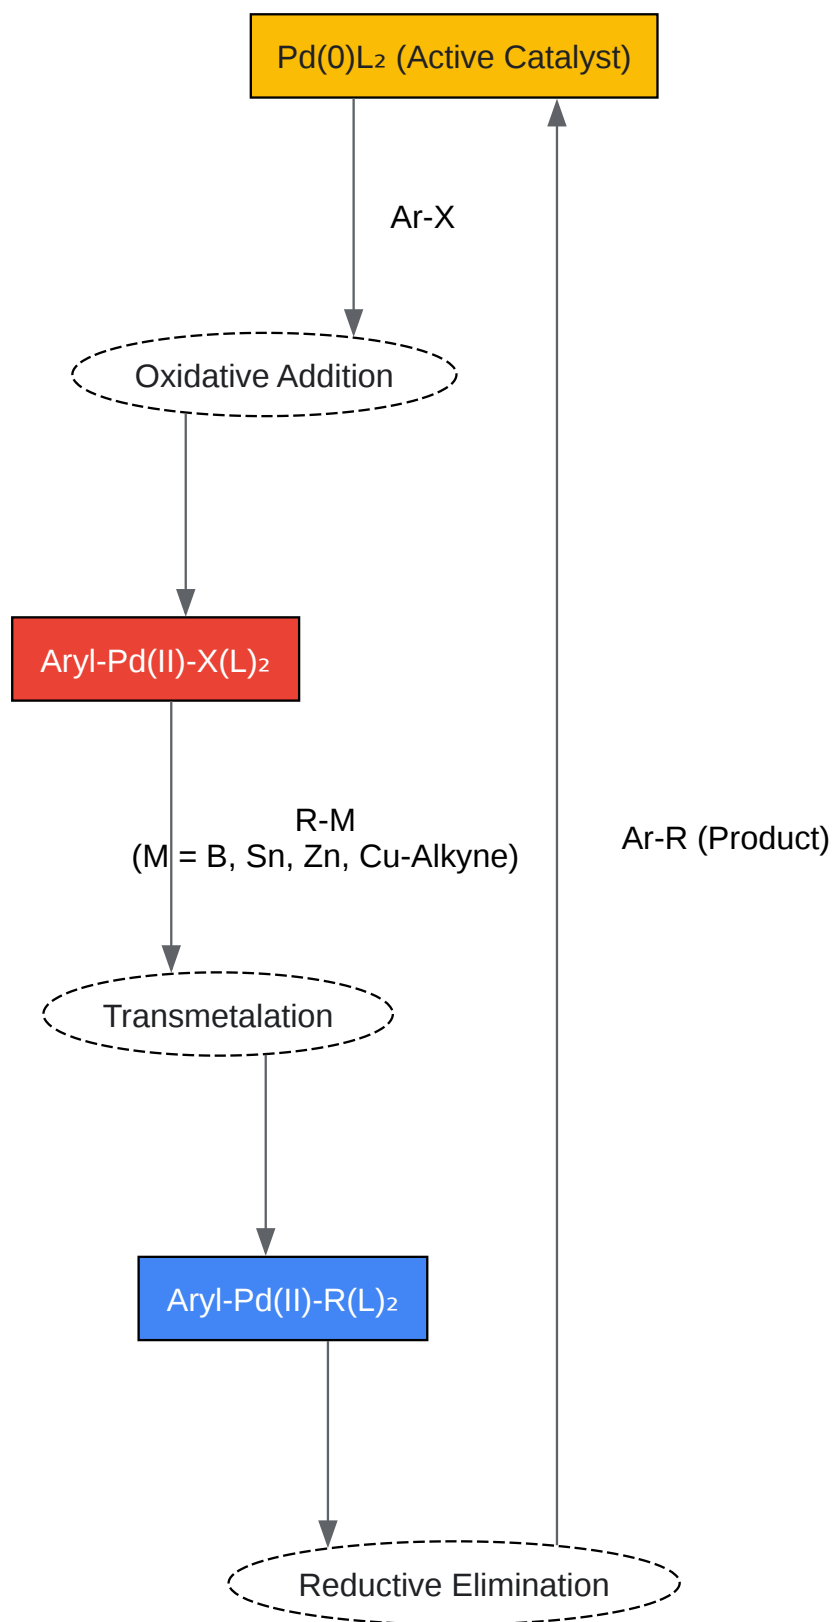 Pd(0)L₂ (Active Catalyst)
Ar-X
Oxidative Addition
Aryl-Pd(II)-X(L)₂
R-M
(M = B, Sn, Zn, Cu-Alkyne)
Ar-R (Product)
Transmetalation
Aryl-Pd(II)-R(L)₂
Reductive Elimination